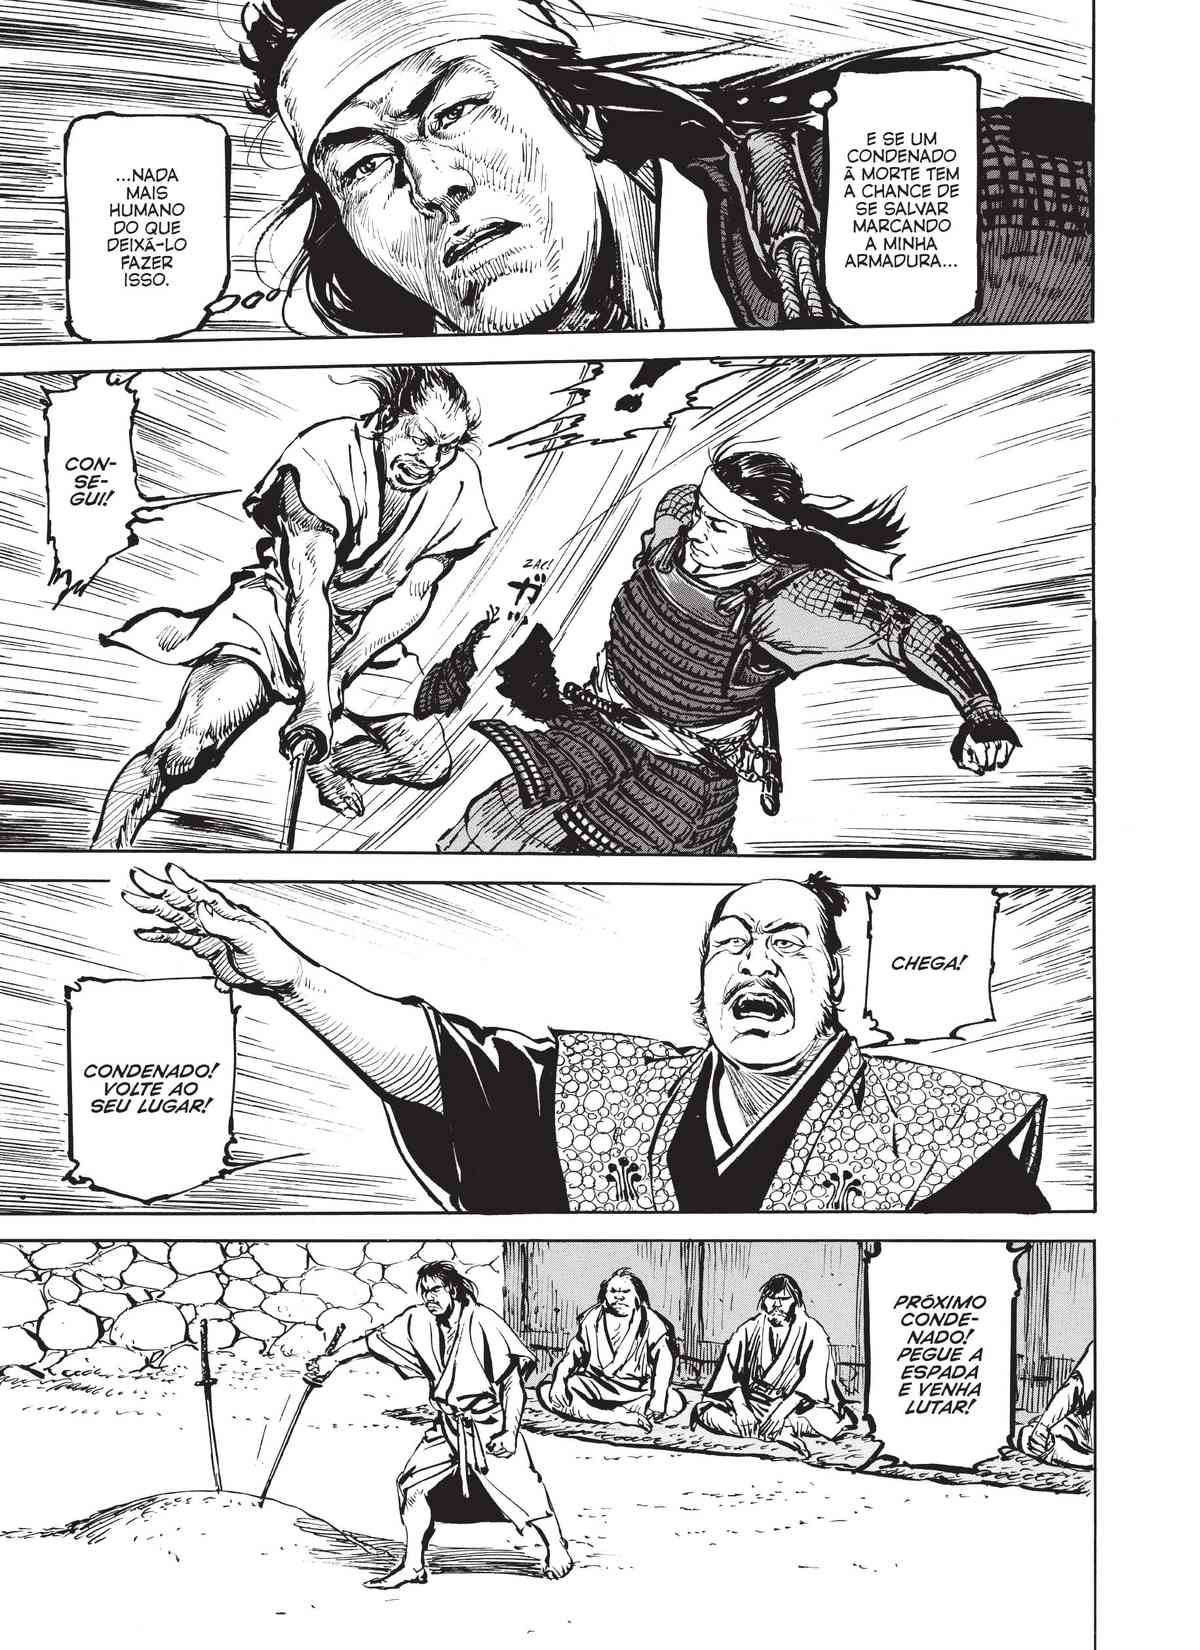 E SE UM
CONDENADO
À MORTE TEM
A CHANCE DE
SE SALVAR
MARCANDO
A MINHA
ARMADURA...
...NADA
MAIS
HUMANO
DO QUE
DEIXÁ-LO
FAZER
ISSO.
ZAC!
ガッ
CON-
SE-
GUI!
CHEGA!
CONDENADO!
VOLTE AO
SEU LUGAR!
PRÓXIMO
CONDE-
NADO!
PEGUE A
ESPADA
E VENHA
LUTAR!